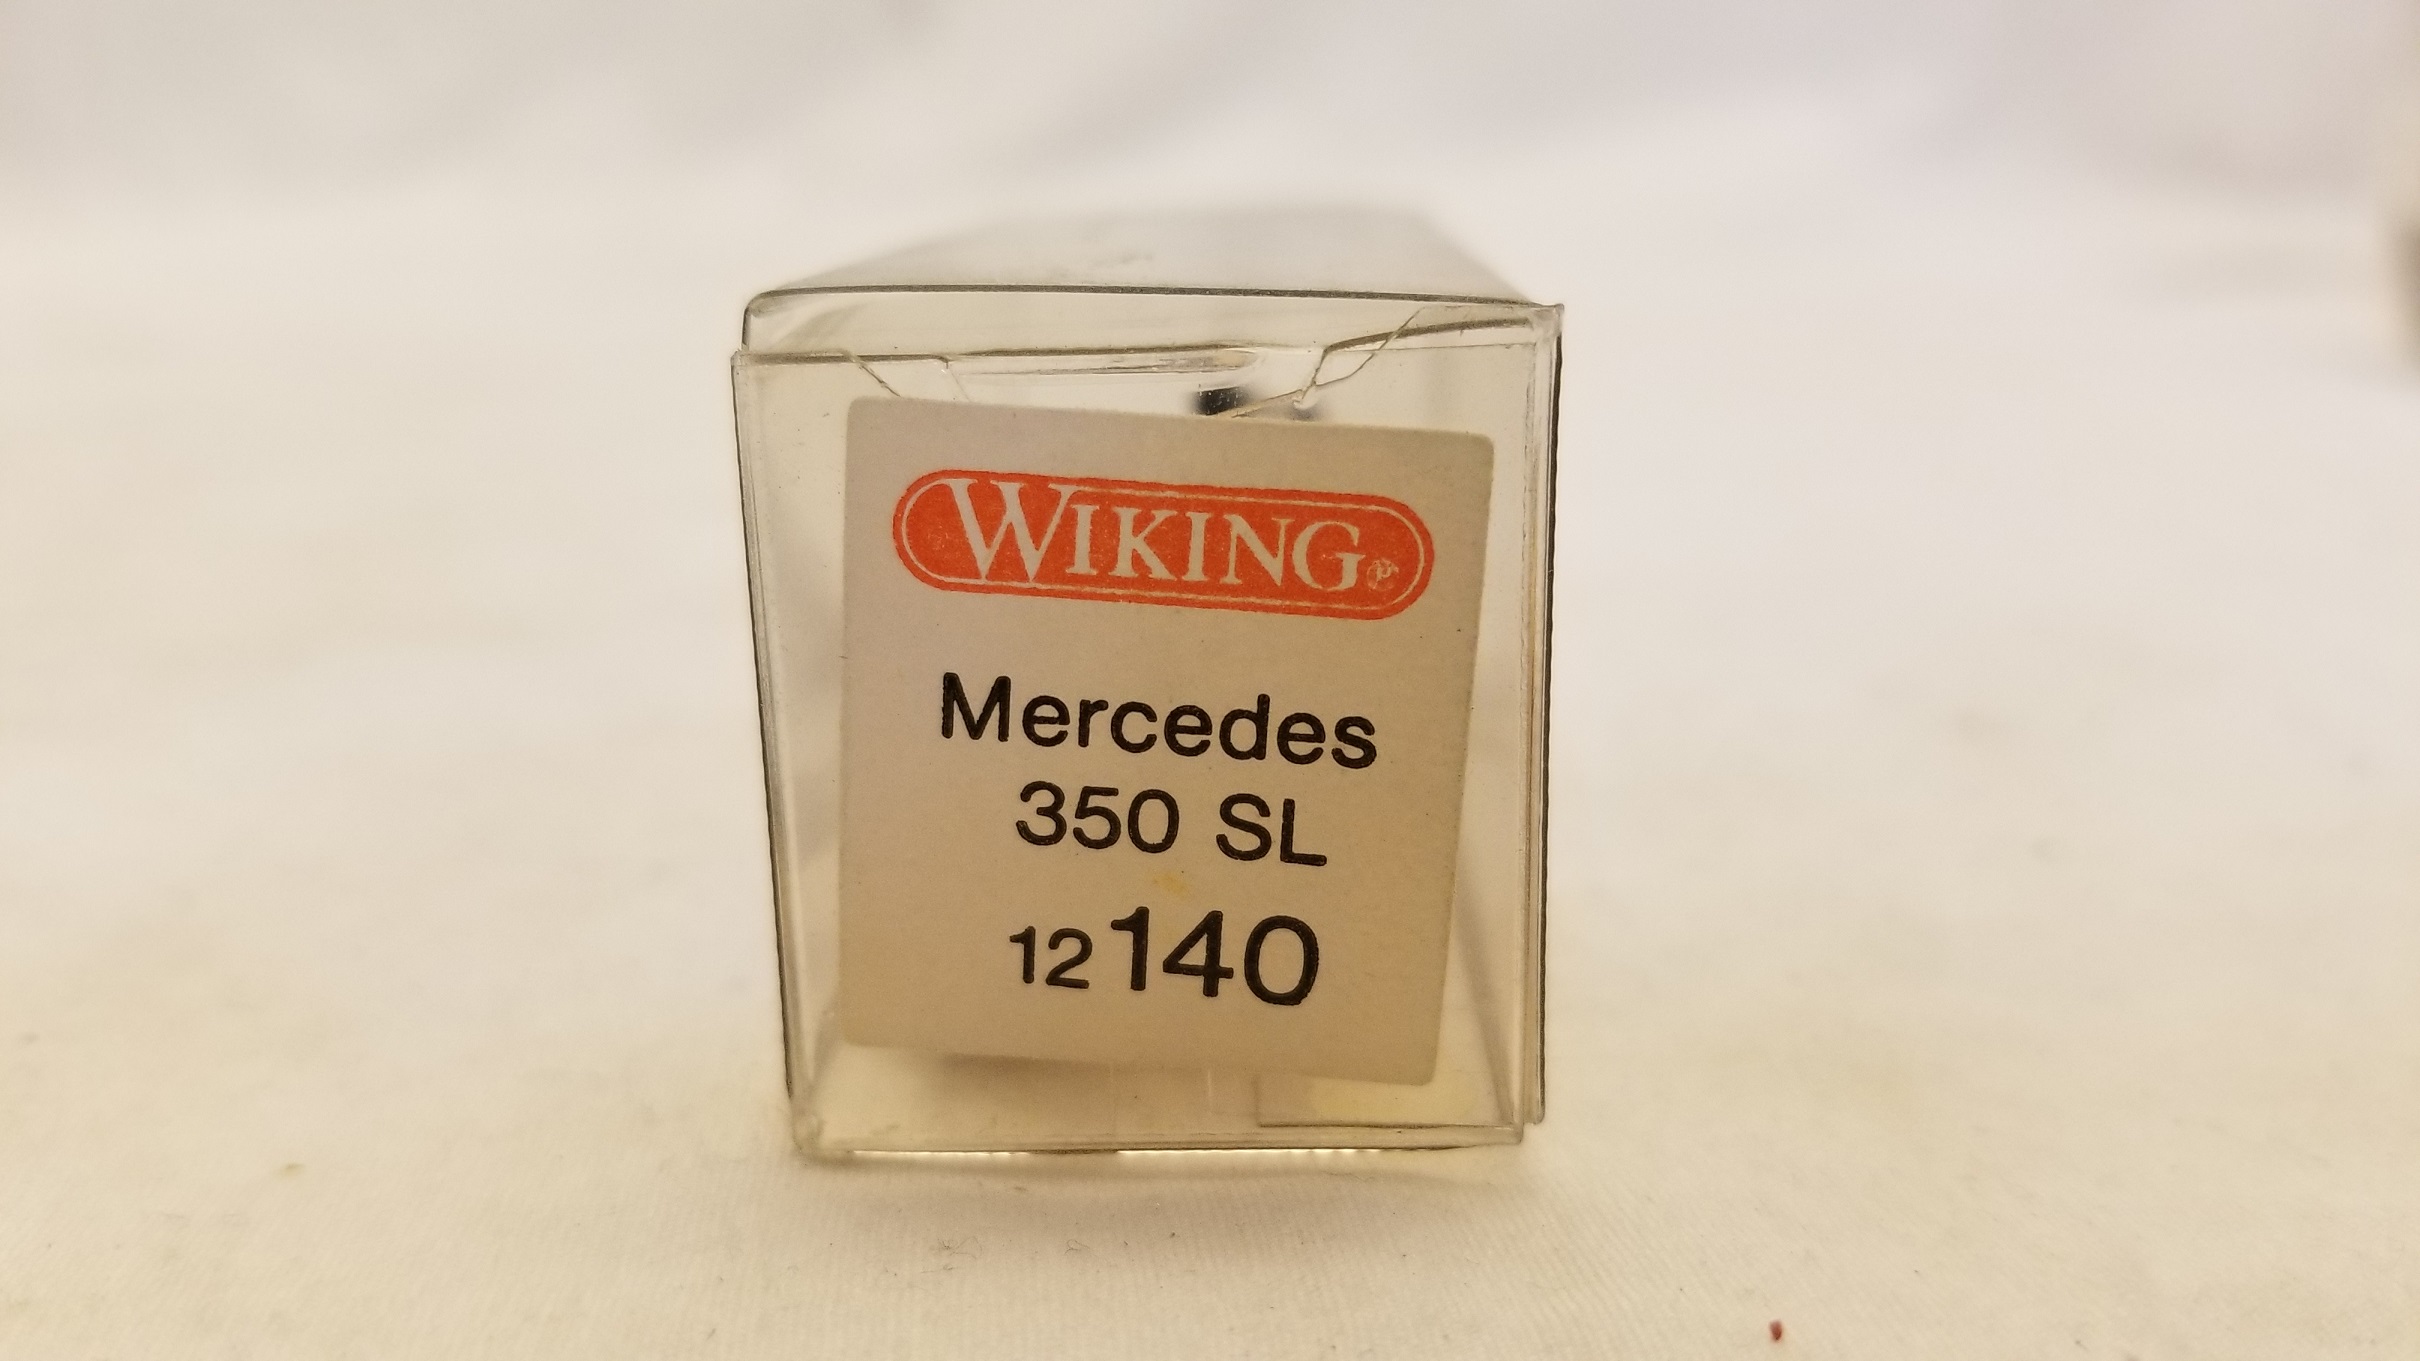 WIKING
Mercedes
350 SL
12 140